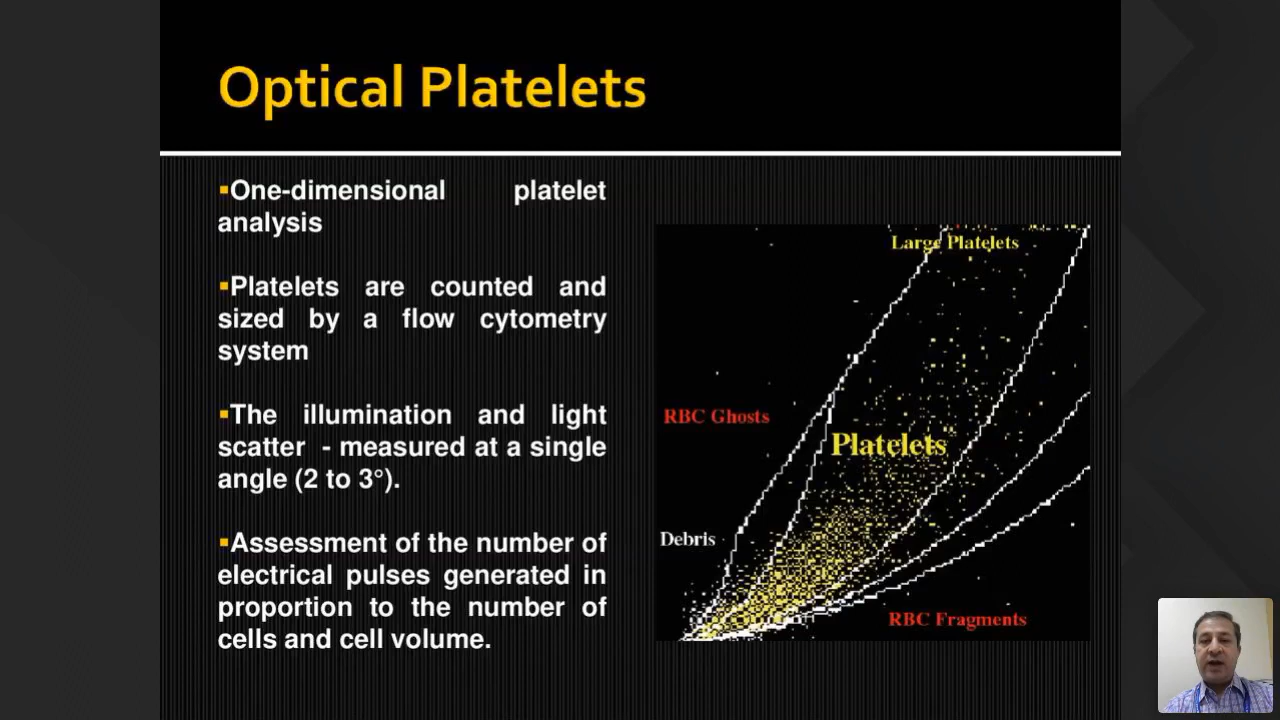 Optical Platelets
▪One-dimensional platelet
analysis
▪Platelets are counted and
sized by a flow cytometry
system
▪The illumination and light
scatter - measured at a single
angle (2 to 3°).
▪Assessment of the number of
electrical pulses generated in
proportion to the number of
cells and cell volume.
Large Platelets
RBC Ghosts
Platelets
Debris
RBC Fragments